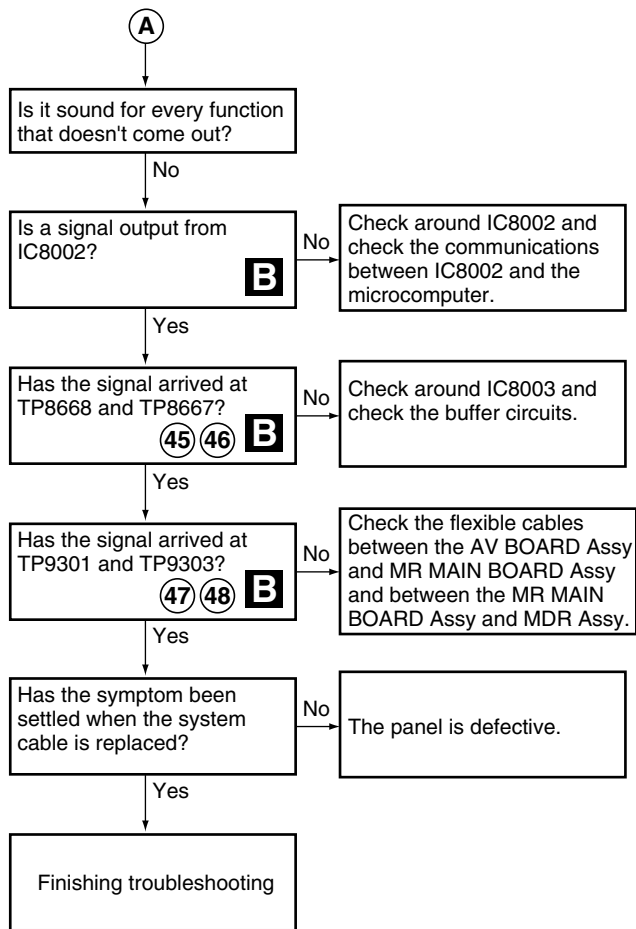 A
Is it sound for every function
that doesn't come out?
No
Is a signal output from
IC8002?
B
No
Check around IC8002 and
check the communications
between IC8002 and the
microcomputer.
Yes
Has the signal arrived at
TP8668 and TP8667?
45 46 B
No
Check around IC8003 and
check the buffer circuits.
Yes
Has the signal arrived at
TP9301 and TP9303?
47 48 B
No
Check the flexible cables
between the AV BOARD Assy
and MR MAIN BOARD Assy
and between the MR MAIN
BOARD Assy and MDR Assy.
Yes
Has the symptom been
settled when the system
cable is replaced?
No
The panel is defective.
Yes
Finishing troubleshooting